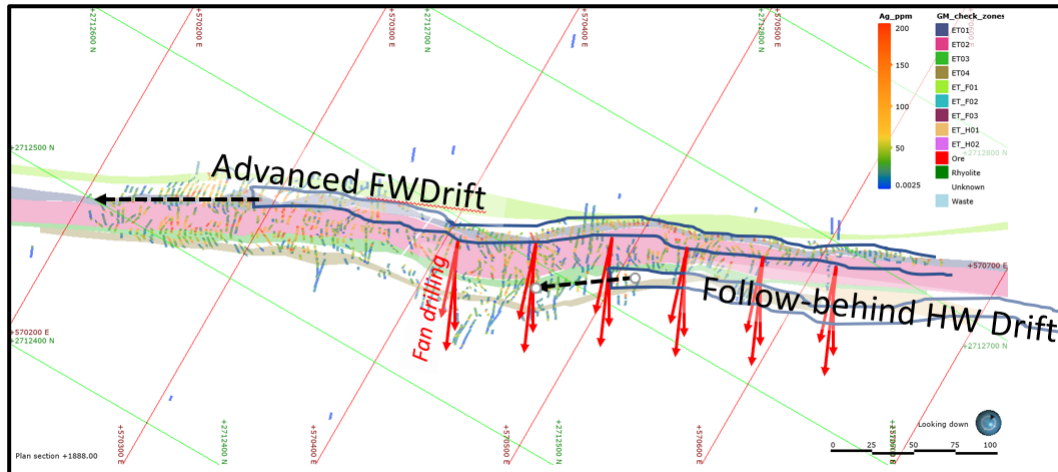 +2712600 N
+570200 E
+570300 E
+2712700 N
+570400 E
+2712800 N
+570500 E
Ag_ppm
200
150
100
50
0.0025
GM_check_zones
ET01
ET02
ET03
ET04
ET_F01
ET_F02
ET_F03
ET_H01
ET_H02
Ore
Rhyolite
Unknown
Waste
+2712500 N
+2712800 N
Advanced FWDrift
Fan drilling
Follow-behind HW Drift
+570700 E
+2712700 N
+570200 E
+2712400 N
+570300 E
+2712400 N
+570400 E
+570500 E
+2712500 N
+570600 E
Looking down
0 25 50 75 100
Plan section +1888.00